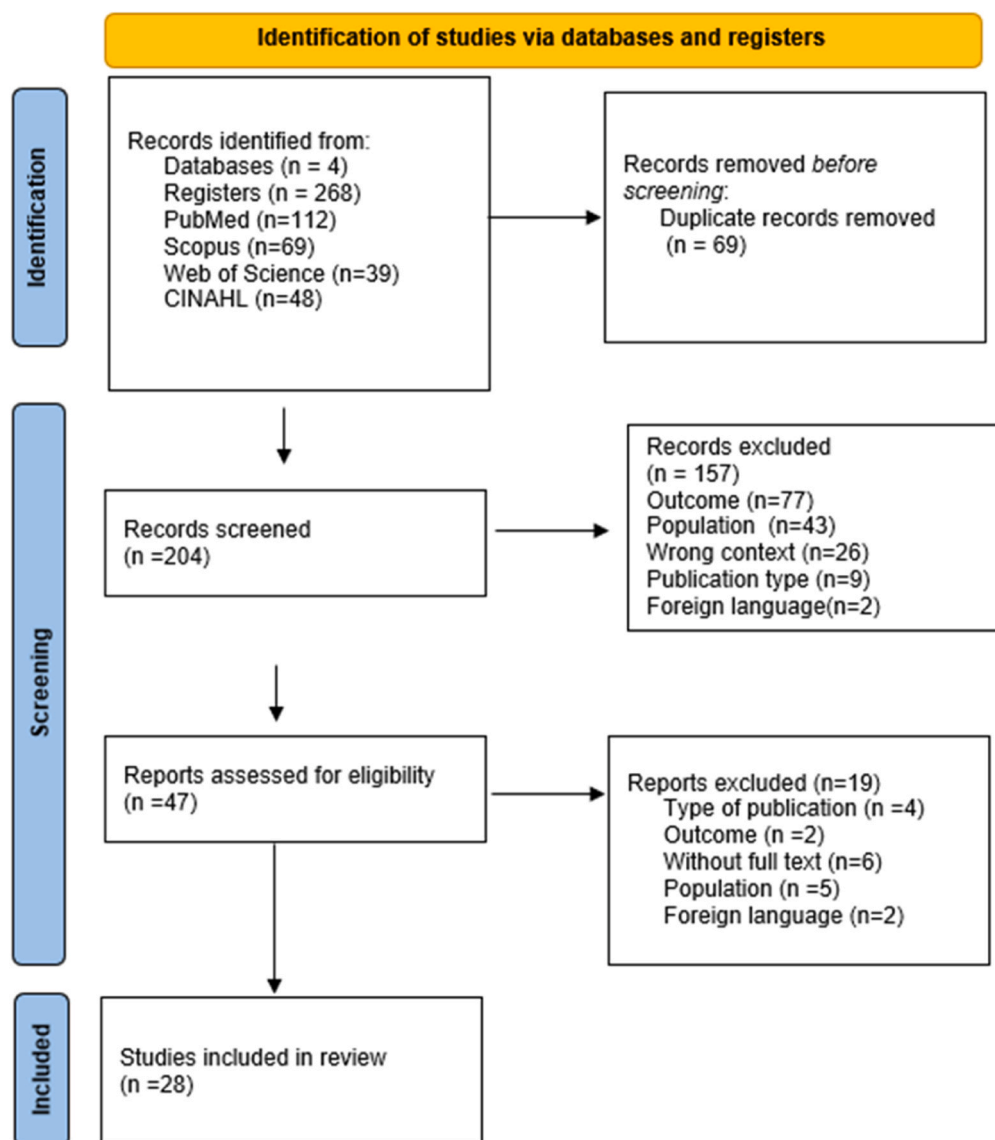 Identification of studies via databases and registers
Identification
Records identified from:
Databases (n = 4)
Registers (n = 268)
PubMed (n=112)
Scopus (n=69)
Web of Science (n=39)
CINAHL (n=48)
Records removed before
screening:
Duplicate records removed
(n = 69)
Screening
Records screened
(n =204)
Records excluded
(n = 157)
Outcome (n=77)
Population  (n=43)
Wrong context (n=26)
Publication type (n=9)
Foreign language(n=2)
Reports assessed for eligibility
(n =47)
Reports excluded (n=19)
Type of publication (n =4)
Outcome (n =2)
Without full text (n=6)
Population (n =5)
Foreign language (n=2)
Included
Studies included in review
(n =28)